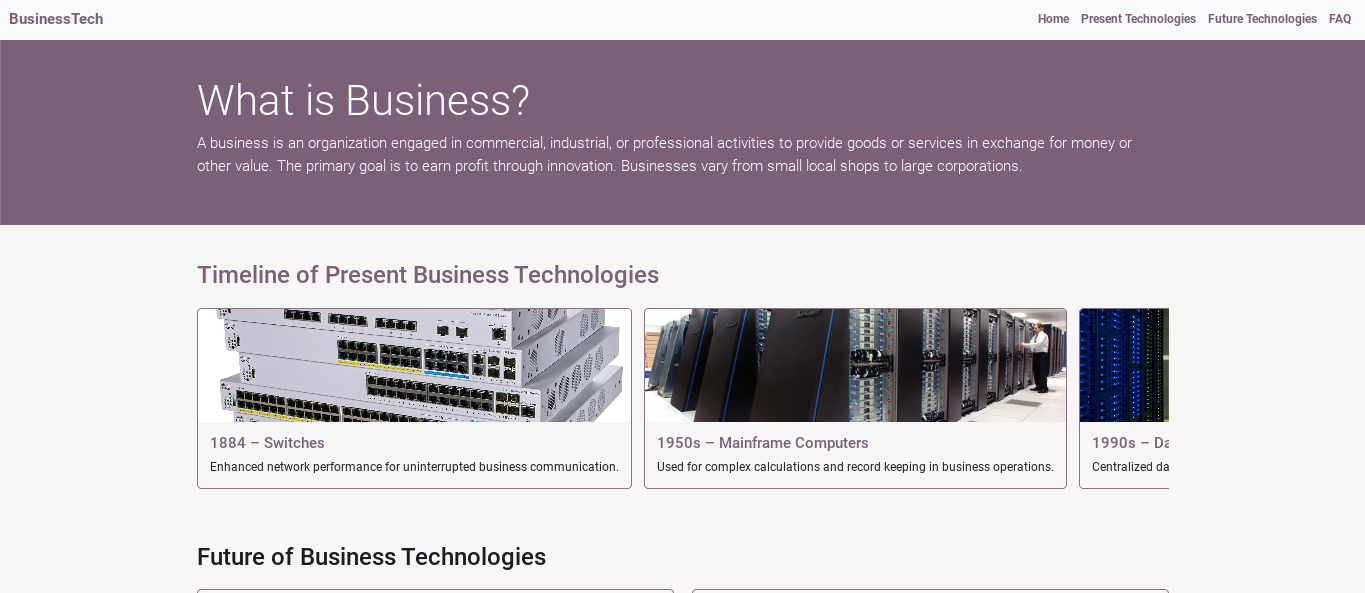 BusinessTech
Home Present Technologies Future Technologies FAQ
What is Business?
A business is an organization engaged in commercial, industrial, or professional activities to provide goods or services in exchange for money or
other value. The primary goal is to earn profit through innovation. Businesses vary from small local shops to large corporations.
Timeline of Present Business Technologies
1884 – Switches
Enhanced network performance for uninterrupted business communication.
1950s – Mainframe Computers
Used for complex calculations and record keeping in business operations.
1990s – Da
Centralized da
Future of Business Technologies